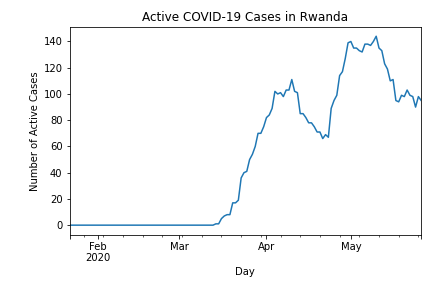 Active COVID-19 Cases in Rwanda
Number of Active Cases
140
120
100
80
60
40
20
0
Feb Mar Apr May
2020
Day